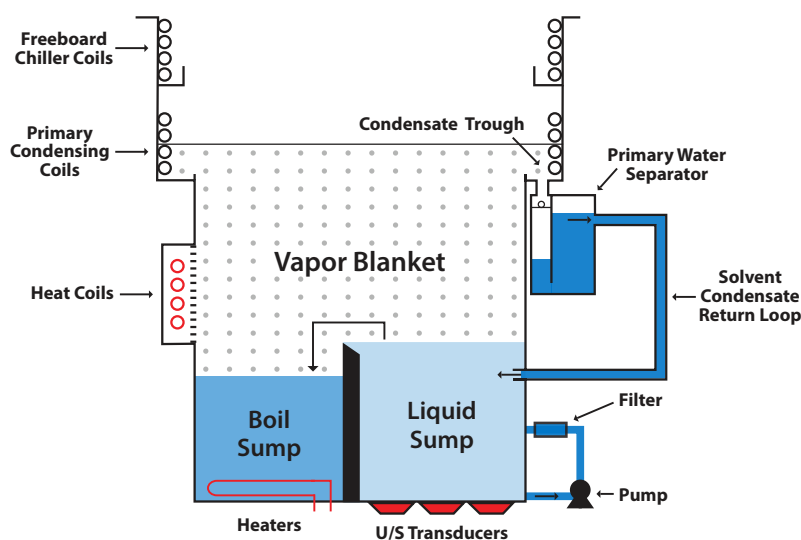 Freeboard
Chiller Coils
Condensate Trough
Primary
Condensing
Coils
Primary Water
Separator
Vapor Blanket
Heat Coils
Solvent
Condensate
Return Loop
Filter
Boil
Sump
Liquid
Sump
Pump
Heaters
U/S Transducers